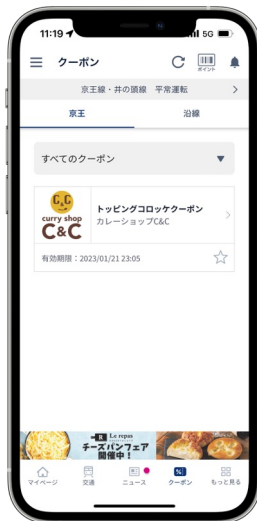 11:19
5G
クーポン
ポイント
京王線・井の頭線 平常運転
京王
沿線
すべてのクーポン
C&C
curry shop
C&C
トッピングコロッケクーポン
カレーショップC&C
有効期限：2023/01/21 23:05
R Le repas
チーズパンフェア
開催中！
マイページ
交通
ニュース
クーポン
もっと見る